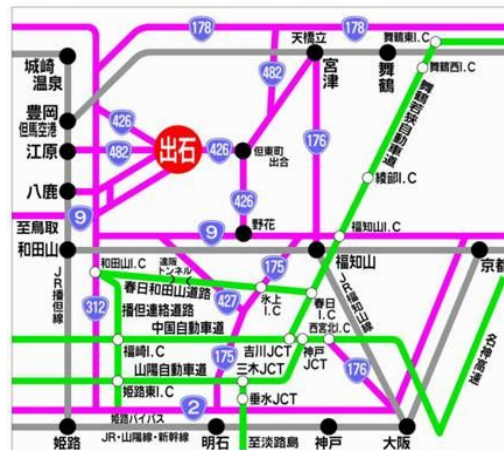 178
天橋立
178
舞鶴東I.C
城崎
温泉
宮津
舞鶴
舞鶴西I.C
482
豊岡
但馬空港
426
出石
江原
482
426
但東町
出合
176
舞鶴若狭自動車道
八鹿
426
綾部I.C
9
至鳥取
9
野花
福知山I.C
和田山
福知山
京都
和田山I.C
遠阪
トンネル
175
JR播但線
春日和田山道路
氷上
I.C
春日
I.C
JR福知山線
312
播但連絡道路
427
西宮北I.C
名神高速
中国自動車道
福崎I.C
175
吉川JCT
神戸
JCT
山陽自動車道
三木JCT
176
姫路東I.C
垂水JCT
2
姫路バイパス
姫路
JR・山陽線・新幹線
明石
至淡路島
神戸
大阪